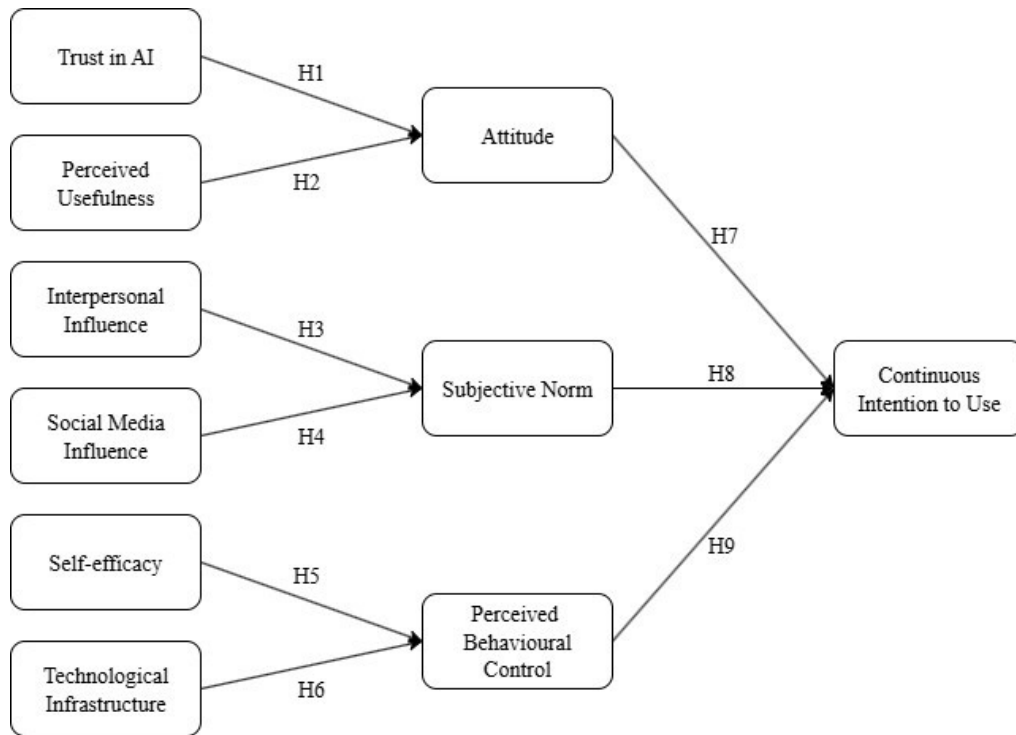 Trust in AI
H1
Perceived
Usefulness
H2
Attitude
H7
Interpersonal
Influence
H3
Social Media
Influence
H4
Subjective Norm
H8
Continuous
Intention to Use
Self-efficacy
H5
Technological
Infrastructure
H6
Perceived
Behavioural
Control
H9